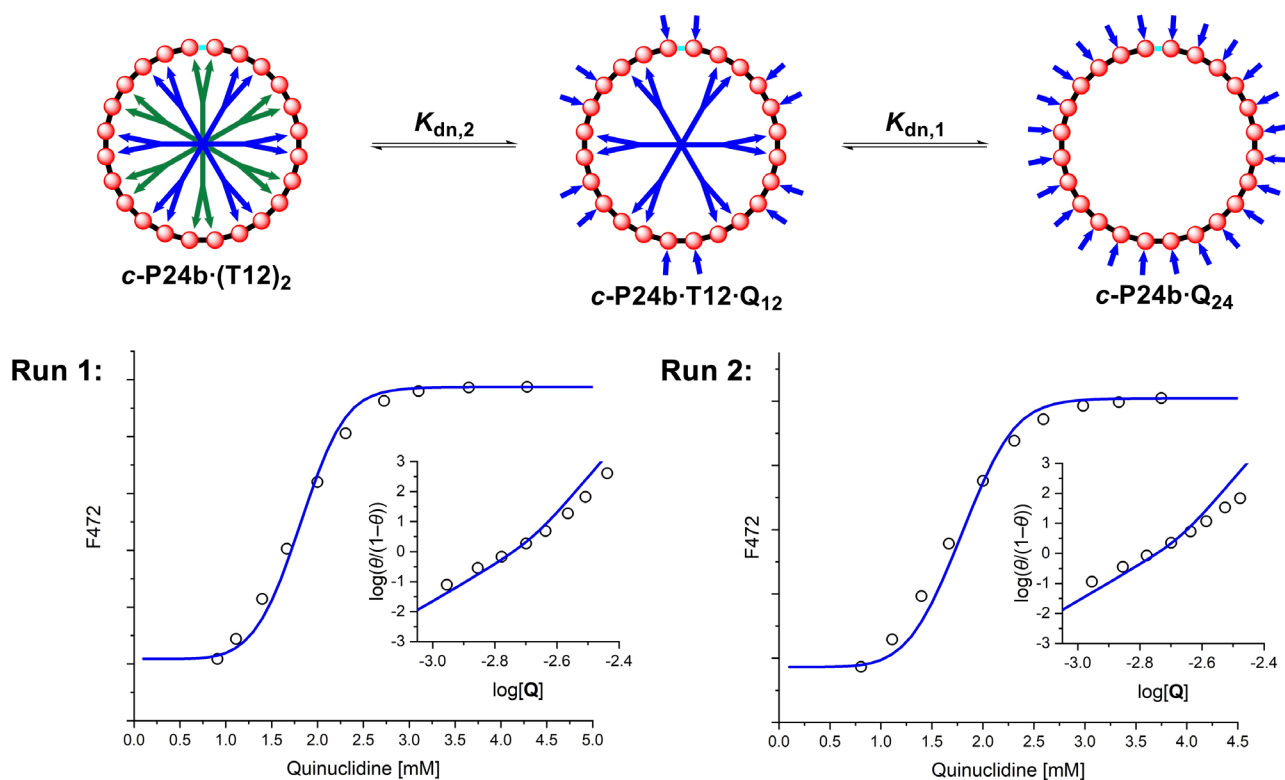 K_dn,2
K_dn,1
c-P24b·(T12)₂
c-P24b·T12·Q₁₂
c-P24b·Q₂₄
Run 1:
F472
0.0 0.5 1.0 1.5 2.0 2.5 3.0 3.5 4.0 4.5 5.0
Quinuclidine [mM]
log(θ/(1–θ))
3
2
1
0
-1
-2
-3
-3.0 -2.8 -2.6 -2.4
log[Q]
Run 2:
F472
0.0 0.5 1.0 1.5 2.0 2.5 3.0 3.5 4.0 4.5
Quinuclidine [mM]
log(θ/(1–θ))
3
2
1
0
-1
-2
-3
-3.0 -2.8 -2.6 -2.4
log[Q]